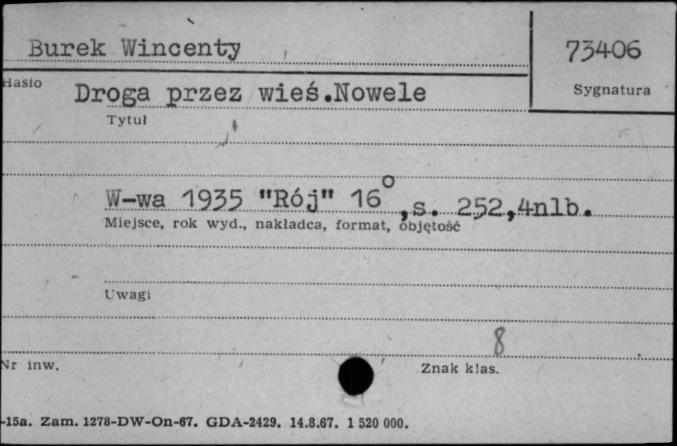 Burek Wincenty
73406
Hasło
Sygnatura
Droga przez wieś.Nowele
Tytuł
W-wa 1935 "Rój" 16°,s. 252,4nlb.
Miejsce, rok wyd., nakładca, format, objętość
Uwagi
8
Nr inw.
Znak klas.
-15a. Zam. 1278-DW-On-67. GDA-2429. 14.8.67. 1 520 000.